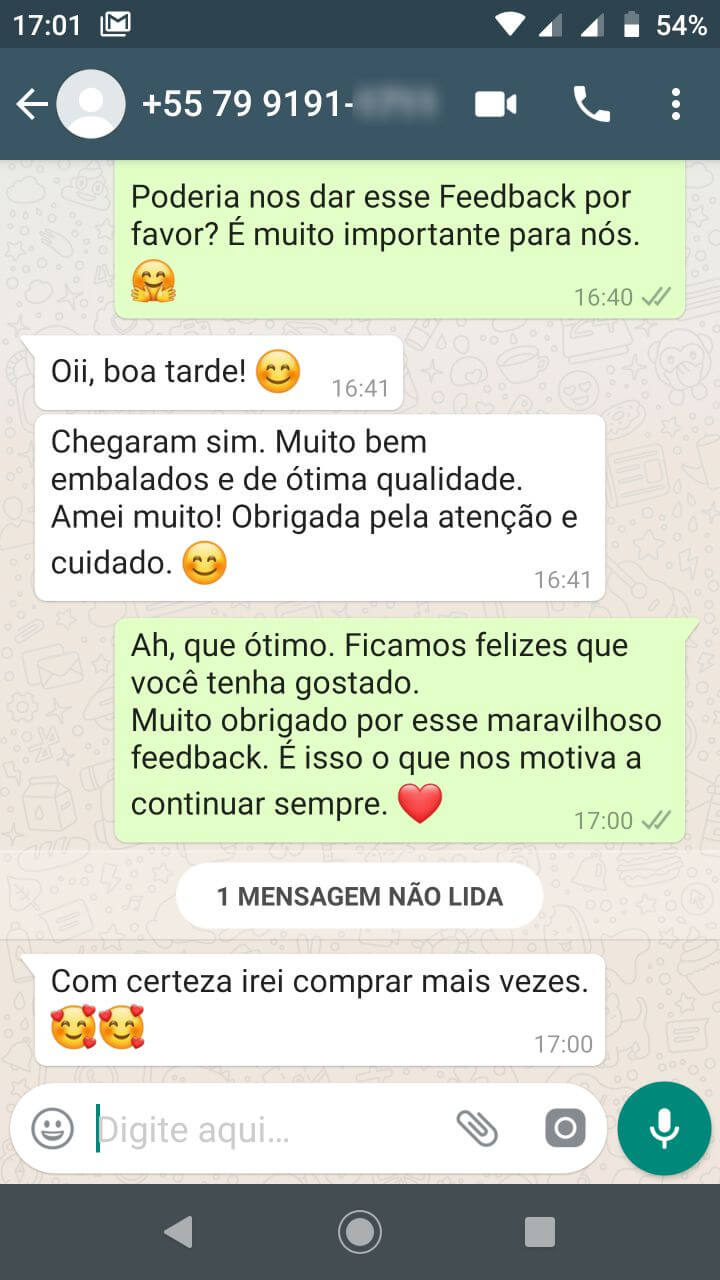 17:01
54%
+55 79 9191-
Poderia nos dar esse Feedback por
favor? É muito importante para nós.
🤗
16:40
Oii, boa tarde! 😊
16:41
Chegaram sim. Muito bem
embalados e de ótima qualidade.
Amei muito! Obrigada pela atenção e
cuidado. 😊
16:41
Ah, que ótimo. Ficamos felizes que
você tenha gostado.
Muito obrigado por esse maravilhoso
feedback. É isso o que nos motiva a
continuar sempre. ❤️
17:00
1 MENSAGEM NÃO LIDA
Com certeza irei comprar mais vezes.
🥰🥰
17:00
Digite aqui...